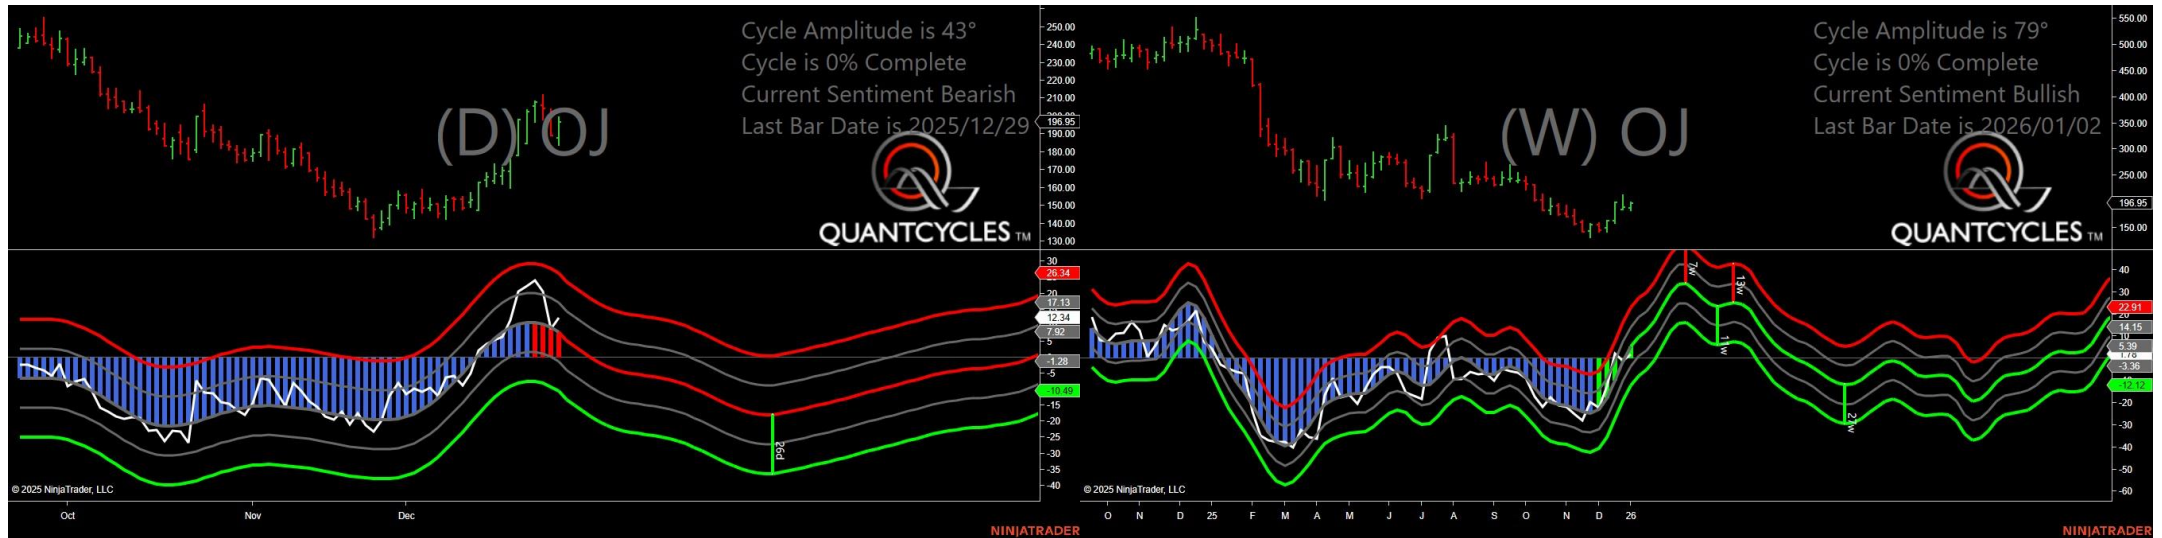 Cycle Amplitude is 43°
Cycle is 0% Complete
Current Sentiment Bearish
Last Bar Date is 2025/12/29
(D) OJ
QUANTCYCLES TM
250.00
240.00
230.00
220.00
210.00
196.95
190.00
180.00
170.00
160.00
150.00
140.00
130.00
30
26.34
20
17.13
12.34
7.92
5
-1.28
-5
-10.49
-15
-20
-25
-30
-35
-40
26d
© 2025 NinjaTrader, LLC
Oct Nov Dec
NINJATRADER
Cycle Amplitude is 79°
Cycle is 0% Complete
Current Sentiment Bullish
Last Bar Date is 2026/01/02
(W) OJ
QUANTCYCLES TM
550.00
500.00
450.00
400.00
350.00
300.00
250.00
196.95
150.00
40
30
22.91
20
14.15
5.39
1.78
-3.36
-12.12
-20
-30
-40
-50
-60
7w
13w
11w
27w
© 2025 NinjaTrader, LLC
O N D 25 F M A M J J A S O N D 26
NINJATRADER